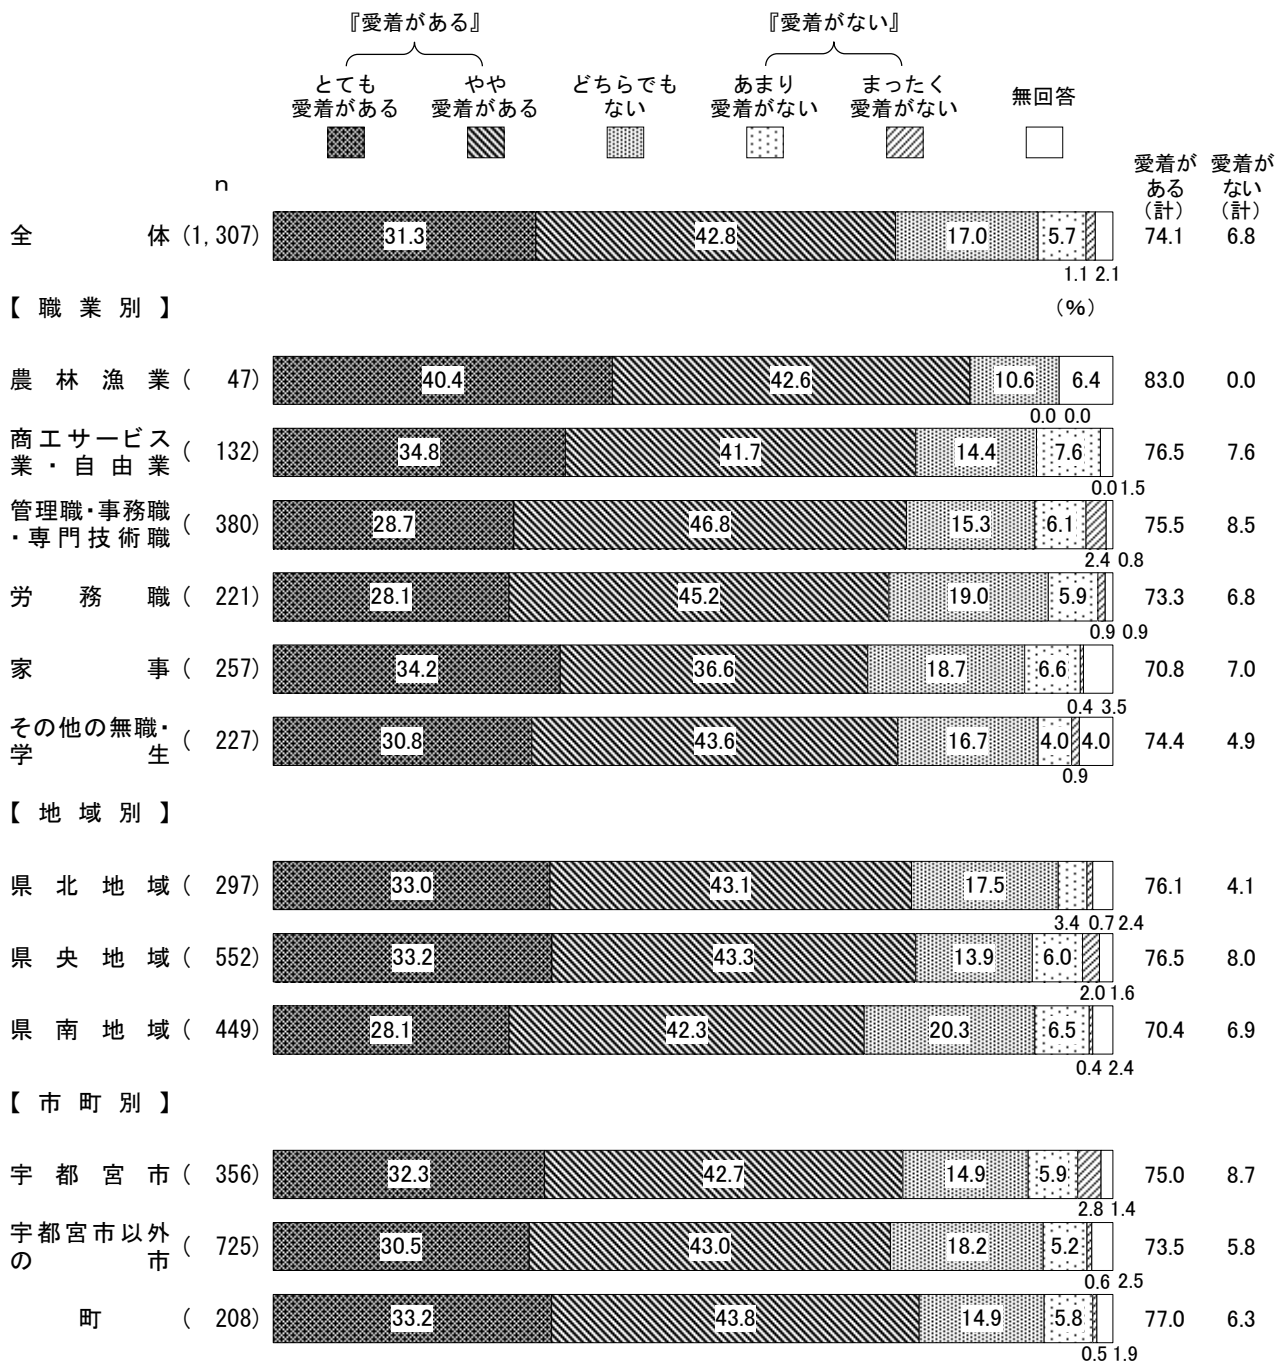 『愛着がある』 『愛着がない』
とても やや どちらでも あまり まったく 無回答
愛着がある 愛着がある ない 愛着がない 愛着がない
愛着が 愛着が
n ある ない
(計) (計)
全体 (1,307) 31.3 42.8 17.0 5.7 74.1 6.8
1.1 2.1
【職業別】 (%)
農林漁業 ( 47) 40.4 42.6 10.6 6.4 83.0 0.0
0.0 0.0
商工サービス
業・自由業 ( 132) 34.8 41.7 14.4 7.6 76.5 7.6
0.0 1.5
管理職・事務職
・専門技術職 ( 380) 28.7 46.8 15.3 6.1 75.5 8.5
2.4 0.8
労務職 ( 221) 28.1 45.2 19.0 5.9 73.3 6.8
0.9 0.9
家事 ( 257) 34.2 36.6 18.7 6.6 70.8 7.0
0.4 3.5
その他の無職・
学生 ( 227) 30.8 43.6 16.7 4.0 4.0 74.4 4.9
0.9
【地域別】
県北地域 ( 297) 33.0 43.1 17.5 76.1 4.1
3.4 0.7 2.4
県央地域 ( 552) 33.2 43.3 13.9 6.0 76.5 8.0
2.0 1.6
県南地域 ( 449) 28.1 42.3 20.3 6.5 70.4 6.9
0.4 2.4
【市町別】
宇都宮市 ( 356) 32.3 42.7 14.9 5.9 75.0 8.7
2.8 1.4
宇都宮市以外
の市 ( 725) 30.5 43.0 18.2 5.2 73.5 5.8
0.6 2.5
町 ( 208) 33.2 43.8 14.9 5.8 77.0 6.3
0.5 1.9